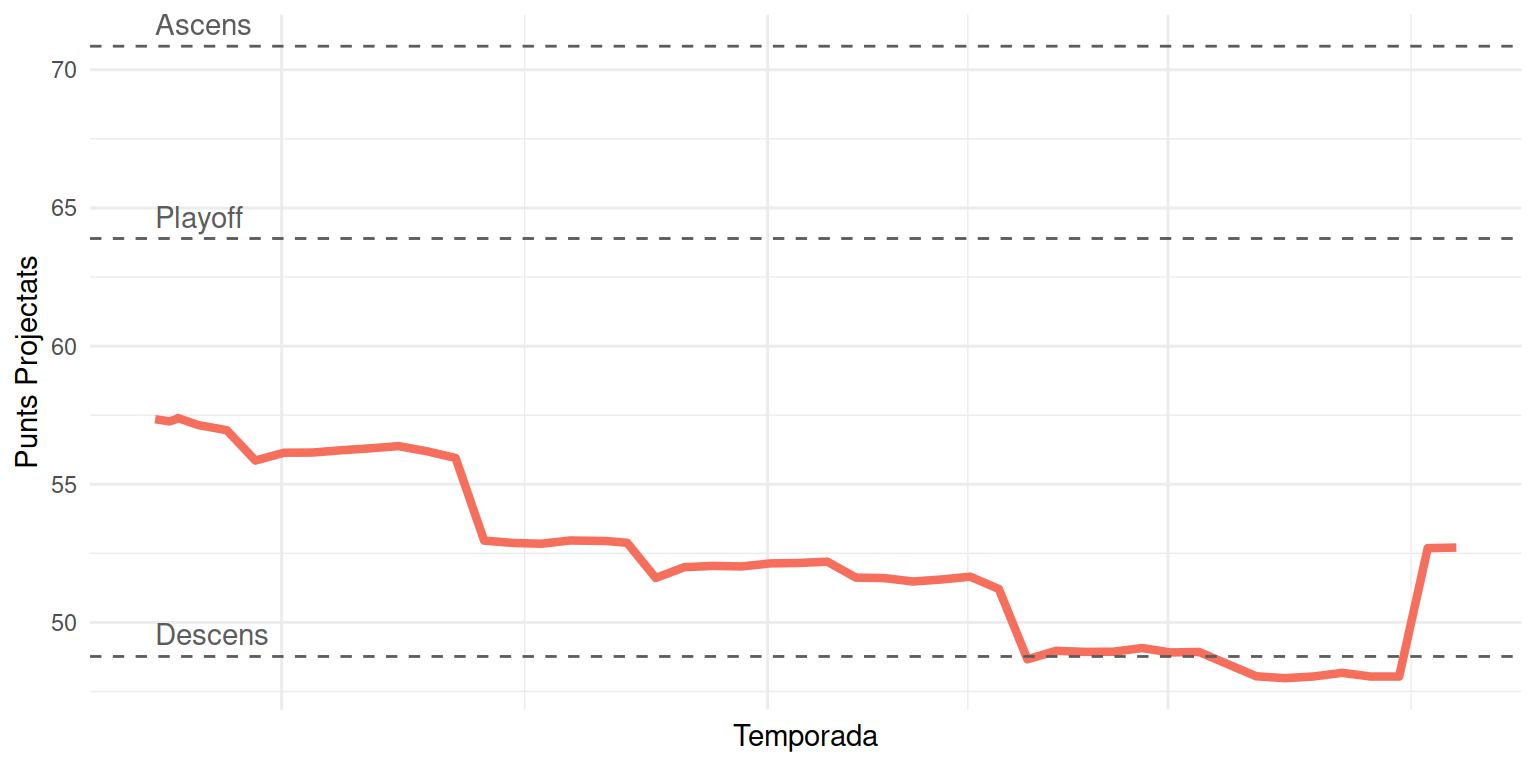 Ascens
70
Playoff
65
60
55
50
Descens
Punts Projectats
Temporada